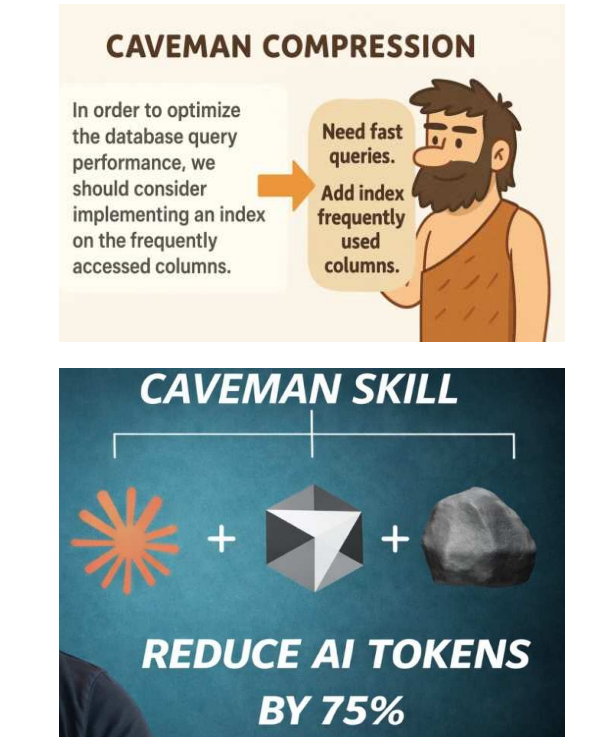 CAVEMAN COMPRESSION
In order to optimize
the database query
performance, we
should consider
implementing an index
on the frequently
accessed columns.
Need fast
queries.
Add index
frequently
used
columns.
CAVEMAN SKILL
+ +
REDUCE AI TOKENS
BY 75%